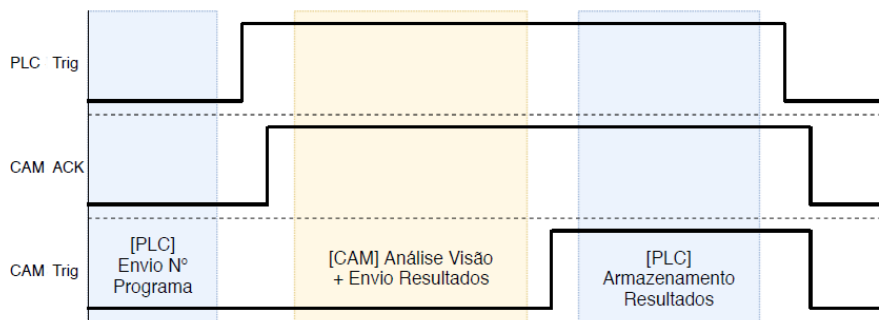 PLC Trig
CAM ACK
CAM Trig
[PLC]
Envio Nº
Programa
[CAM] Análise Visão
+ Envio Resultados
[PLC]
Armazenamento
Resultados